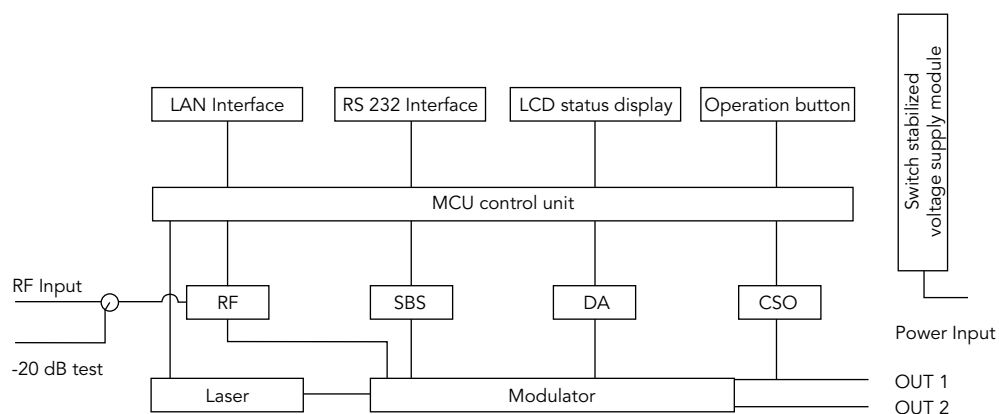 LAN Interface
RS 232 Interface
LCD status display
Operation button
Switch stabilized
voltage supply module
MCU control unit
RF Input
RF
SBS
DA
CSO
Power Input
-20 dB test
Laser
Modulator
OUT 1
OUT 2